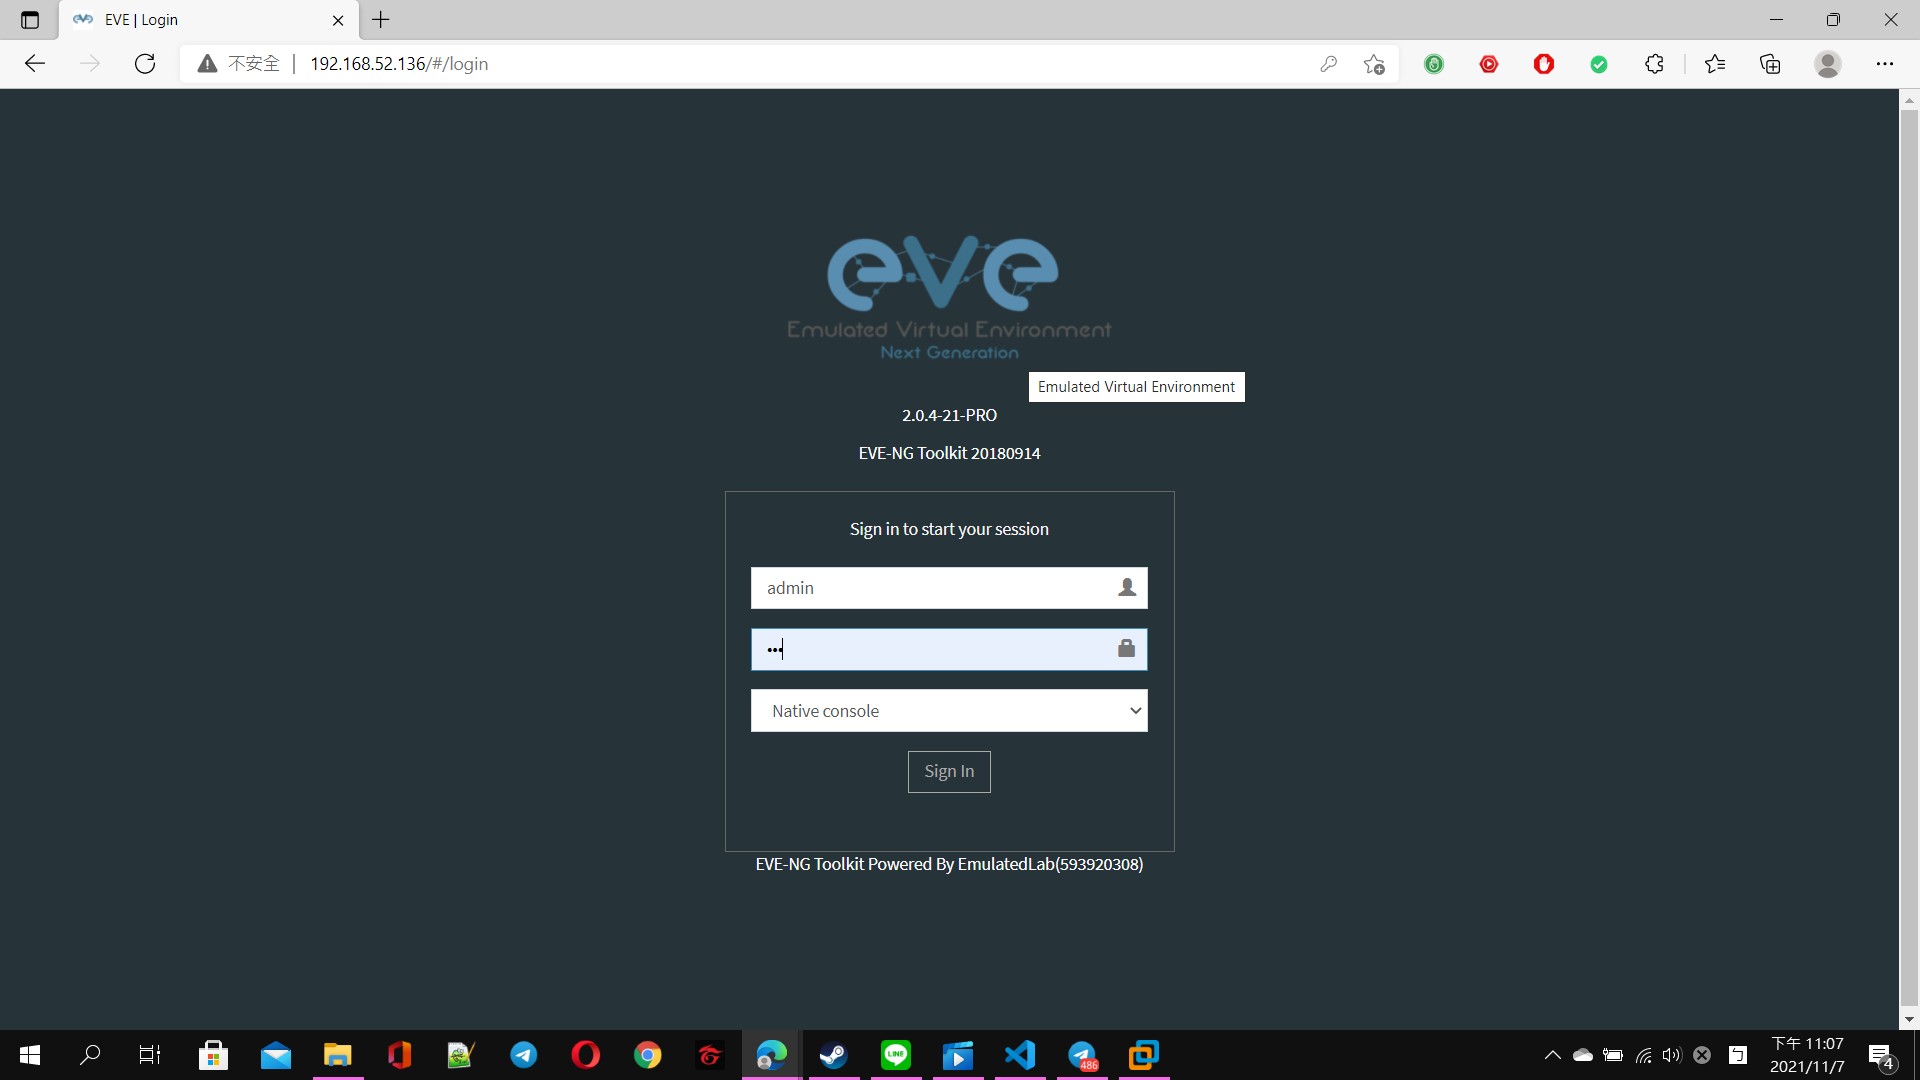 EVE | Login
不安全
192.168.52.136/#/login
eve
Emulated Virtual Environment
Next Generation
Emulated Virtual Environment
2.0.4-21-PRO
EVE-NG Toolkit 20180914
Sign in to start your session
admin
•••
Native console
Sign In
EVE-NG Toolkit Powered By EmulatedLab(593920308)
LINE
486
下午 11:07
2021/11/7
4